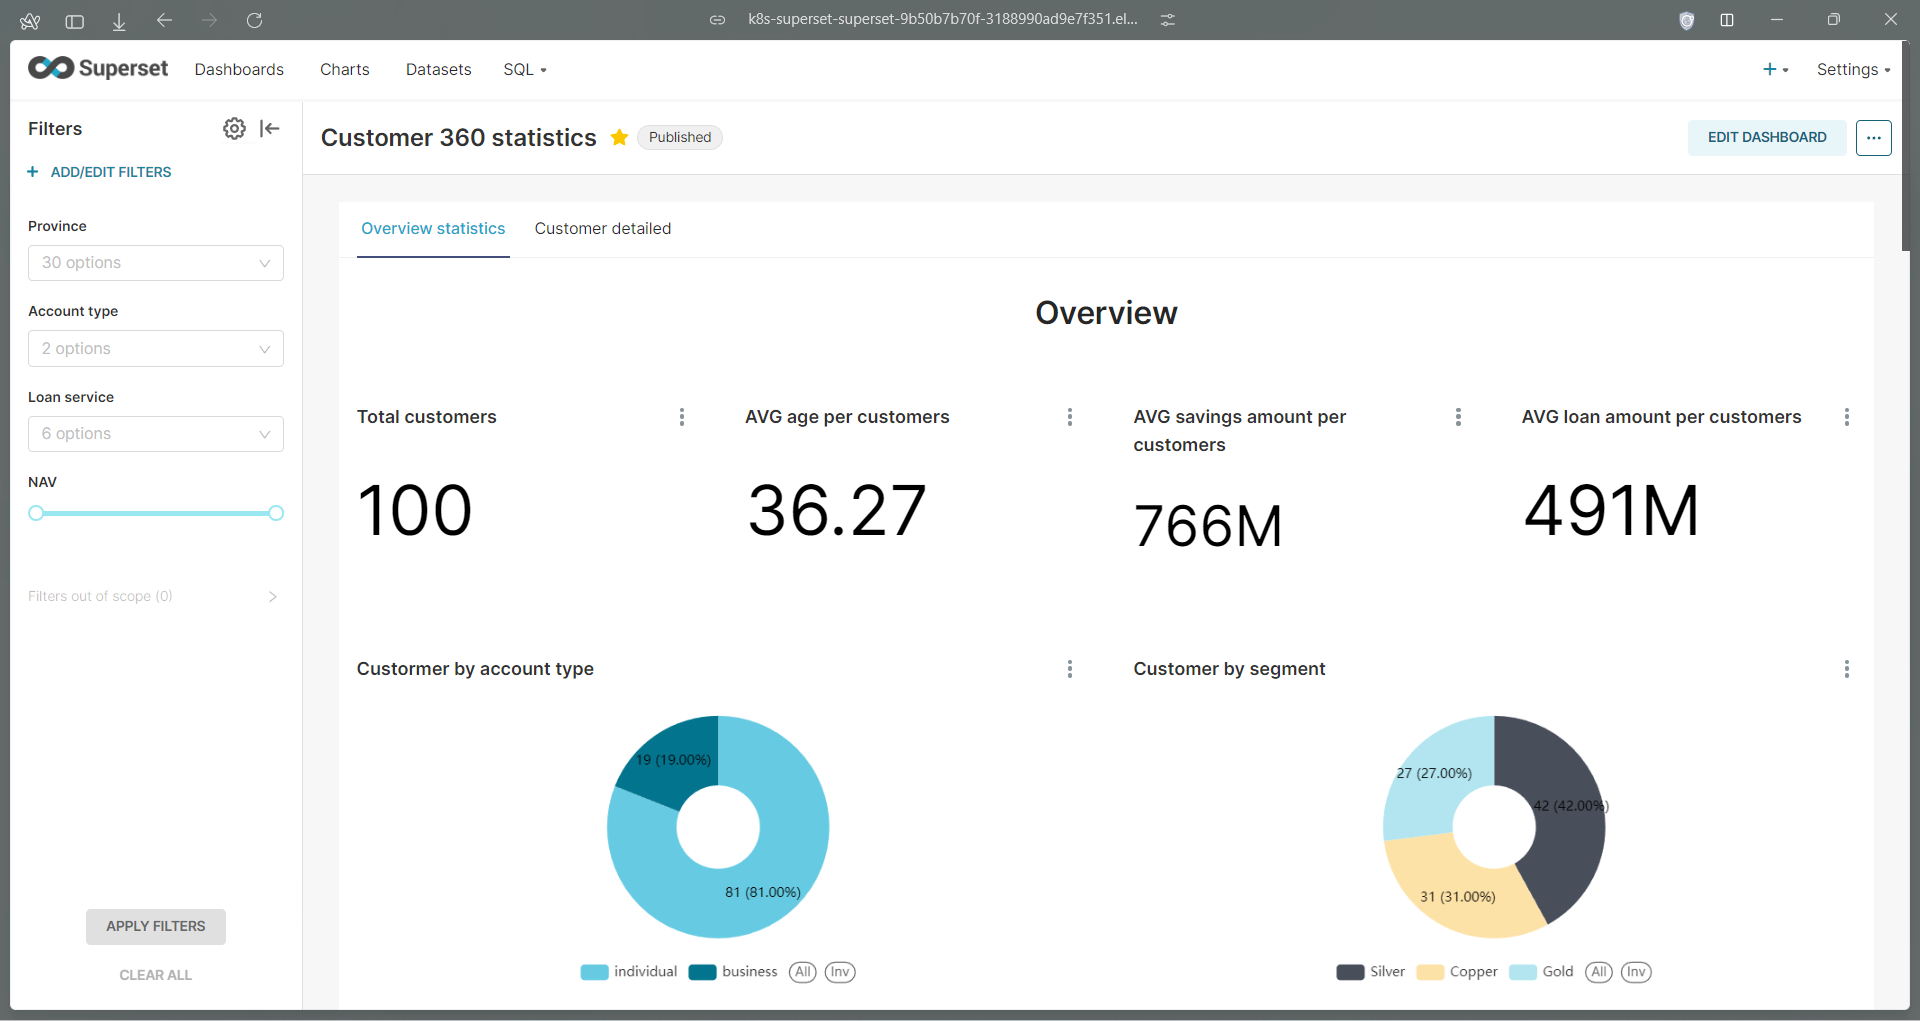 k8s-superset-superset-9b50b7b70f-3188990ad9e7f351.el...
Superset
Dashboards
Charts
Datasets
SQL
Settings
Filters
+ ADD/EDIT FILTERS
Province
30 options
Account type
2 options
Loan service
6 options
NAV
Filters out of scope (0)
APPLY FILTERS
CLEAR ALL
Customer 360 statistics
Published
EDIT DASHBOARD
...
Overview statistics
Customer detailed
Overview
Total customers
100
AVG age per customers
36.27
AVG savings amount per
customers
766M
AVG loan amount per customers
491M
Custormer by account type
19 (19.00%)
81 (81.00%)
individual
business
All
Inv
Customer by segment
27 (27.00%)
42 (42.00%)
31 (31.00%)
Silver
Copper
Gold
All
Inv